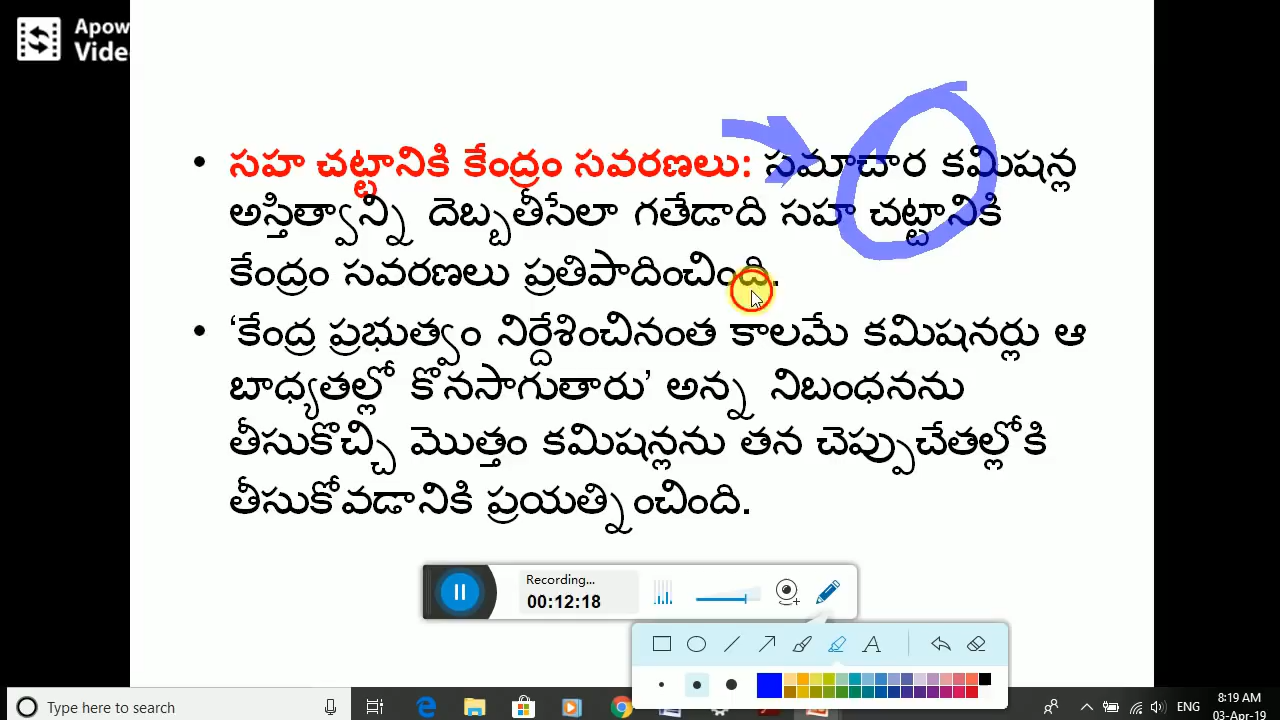 Apow
Vide
• సహ చట్టానికి కేంద్రం సవరణలు: సమాచార కమిషన్ల
అస్తిత్వాన్ని దెబ్బతీసేలా గతేడాది సహ చట్టానికి
కేంద్రం సవరణలు ప్రతిపాదించింది.
• ‘కేంద్ర ప్రభుత్వం నిర్దేశించినంత కాలమే కమిషనర్లు ఆ
బాధ్యతల్లో కొనసాగుతారు’ అన్న నిబంధనను
తీసుకొచ్చి మొత్తం కమిషన్లను తన చెప్పుచేతల్లోకి
తీసుకోవడానికి ప్రయత్నించింది.
Recording...
00:12:18
A
Type here to search
ENG
8:19 AM
03-Apr-19